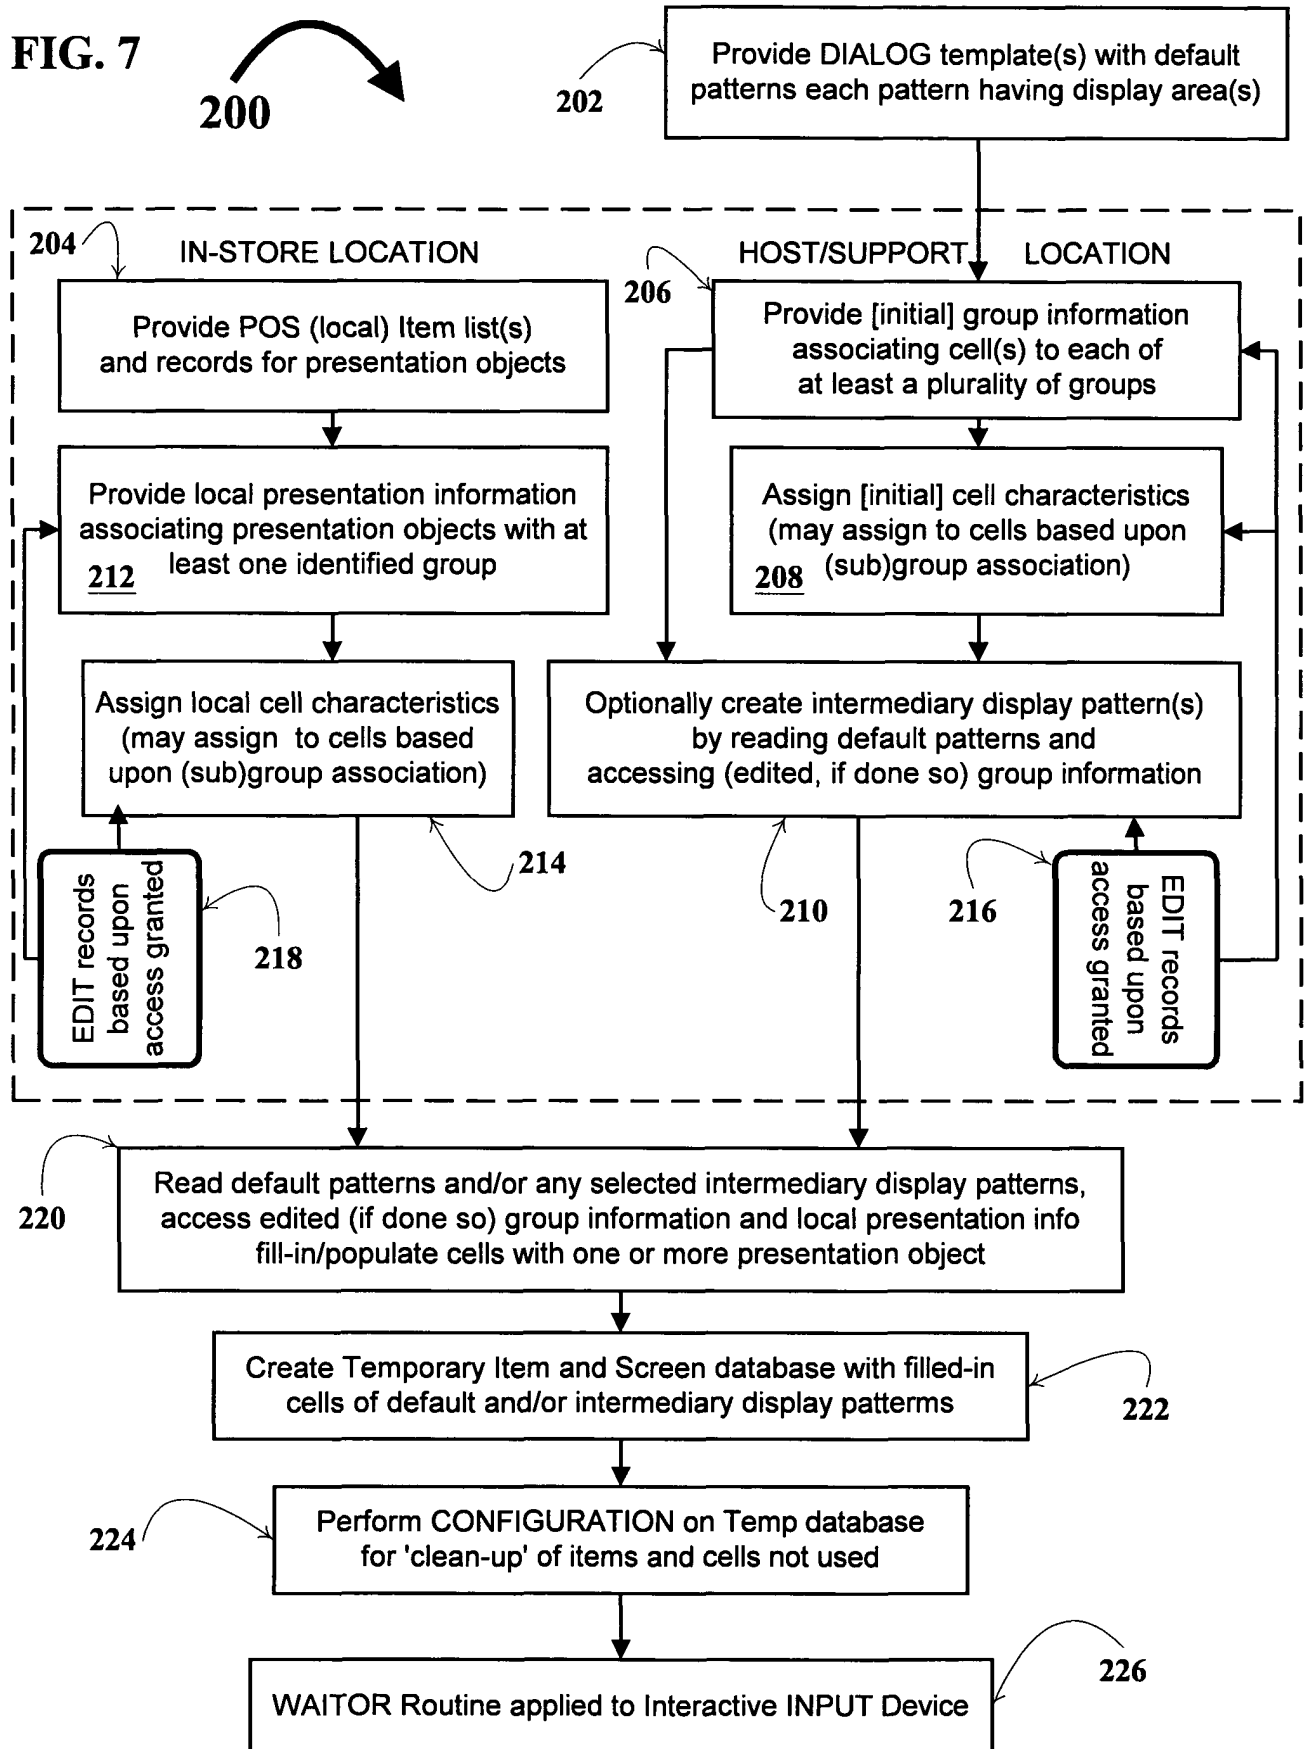 FIG. 7
200
202
Provide DIALOG template(s) with default
patterns each pattern having display area(s)
204
IN-STORE LOCATION
HOST/SUPPORT LOCATION
206
Provide POS (local) Item list(s)
and records for presentation objects
Provide [initial] group information
associating cell(s) to each of
at least a plurality of groups
Provide local presentation information
associating presentation objects with at
least one identified group
212
Assign [initial] cell characteristics
(may assign to cells based upon
(sub)group association)
208
Assign local cell characteristics
(may assign to cells based
upon (sub)group association)
Optionally create intermediary display pattern(s)
by reading default patterns and
accessing (edited, if done so) group information
EDIT records
based upon
access granted
218
214
210
216
EDIT records
based upon
access granted
220
Read default patterns and/or any selected intermediary display patterns,
access edited (if done so) group information and local presentation info
fill-in/populate cells with one or more presentation object
Create Temporary Item and Screen database with filled-in
cells of default and/or intermediary display patterms
222
224
Perform CONFIGURATION on Temp database
for 'clean-up' of items and cells not used
226
WAITOR Routine applied to Interactive INPUT Device